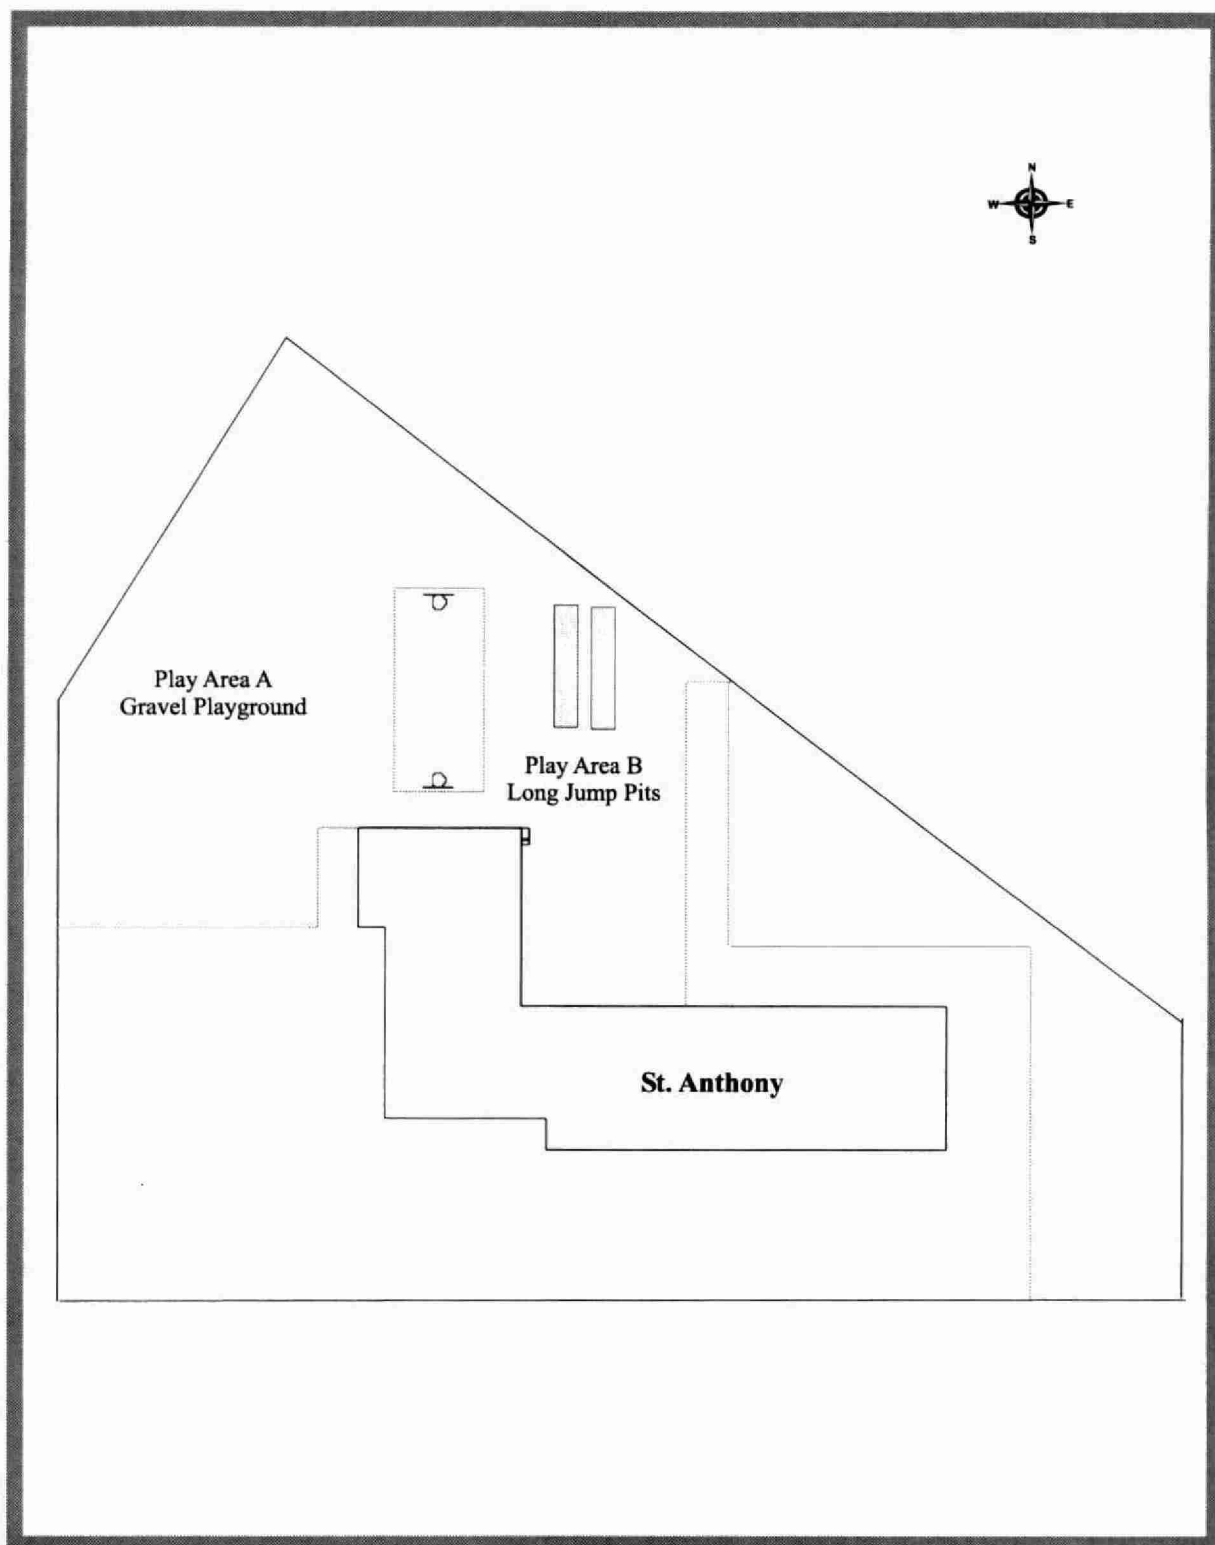 N
W E
S
Play Area A
Gravel Playground
Play Area B
Long Jump Pits
St. Anthony